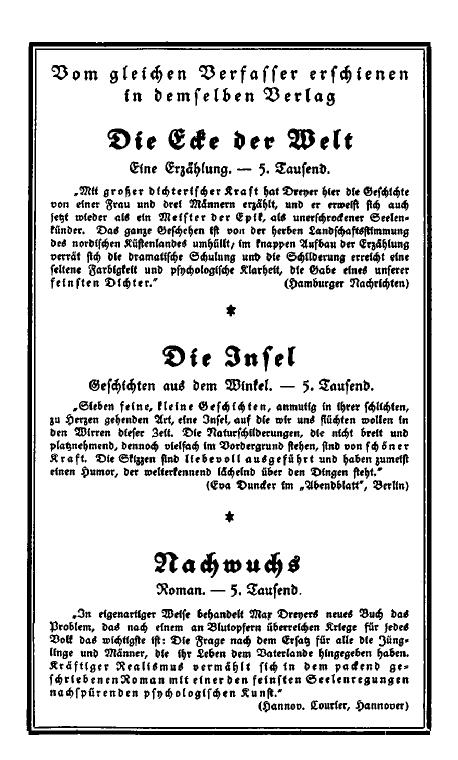 Vom gleichen Verfasser erschienen
in demselben Verlag
Die Ecke der Welt
Eine Erzählung. — 5. Tausend.
„Mit großer dichterischer Kraft hat Dreyer hier die Geschichte
von einer Frau und drei Männern erzählt, und er erweist sich auch
jetzt wieder als ein Meister der Epik, als unerschrockener Seelen-
künder. Das ganze Geschehen ist von der herben Landschaftsstimmung
des nordischen Küstenlandes umhüllt, im knappen Aufbau der Erzählung
verrät sich die dramatische Schulung und die Schilderung erreicht eine
seltene Farbigkeit und psychologische Klarheit, die Gabe eines unserer
feinsten Dichter.“ (Hamburger Nachrichten)
*
Die Insel
Geschichten aus dem Winkel. — 5. Tausend.
„Sieben feine, kleine Geschichten, anmutig in ihrer schlichten,
zu Herzen gehenden Art, eine Insel, auf die wir uns flüchten wollen in
den Wirren dieser Zeit. Die Naturschilderungen, die nicht breit und
platznehmend, dennoch vielfach im Vordergrund stehen, sind von schöner
Kraft. Die Skizzen sind liebevoll ausgeführt und haben zumeist
einen Humor, der welterkennend lächelnd über den Dingen steht.“
(Eva Duncker im „Abendblatt“, Berlin)
*
Nachwuchs
Roman. — 5. Tausend.
„In eigenartiger Weise behandelt Max Dreyers neues Buch das
Problem, das nach einem an Blutopfern überreichen Kriege für jedes
Volk das wichtigste ist: Die Frage nach dem Ersatz für alle die Jüng-
linge und Männer, die ihr Leben dem Vaterlande hingegeben haben.
Kräftiger Realismus vermählt sich in dem packend ge-
schriebenen Roman mit einer den feinsten Seelenregungen
nachspürenden psychologischen Kunst.“
(Hannov. Courier, Hannover)